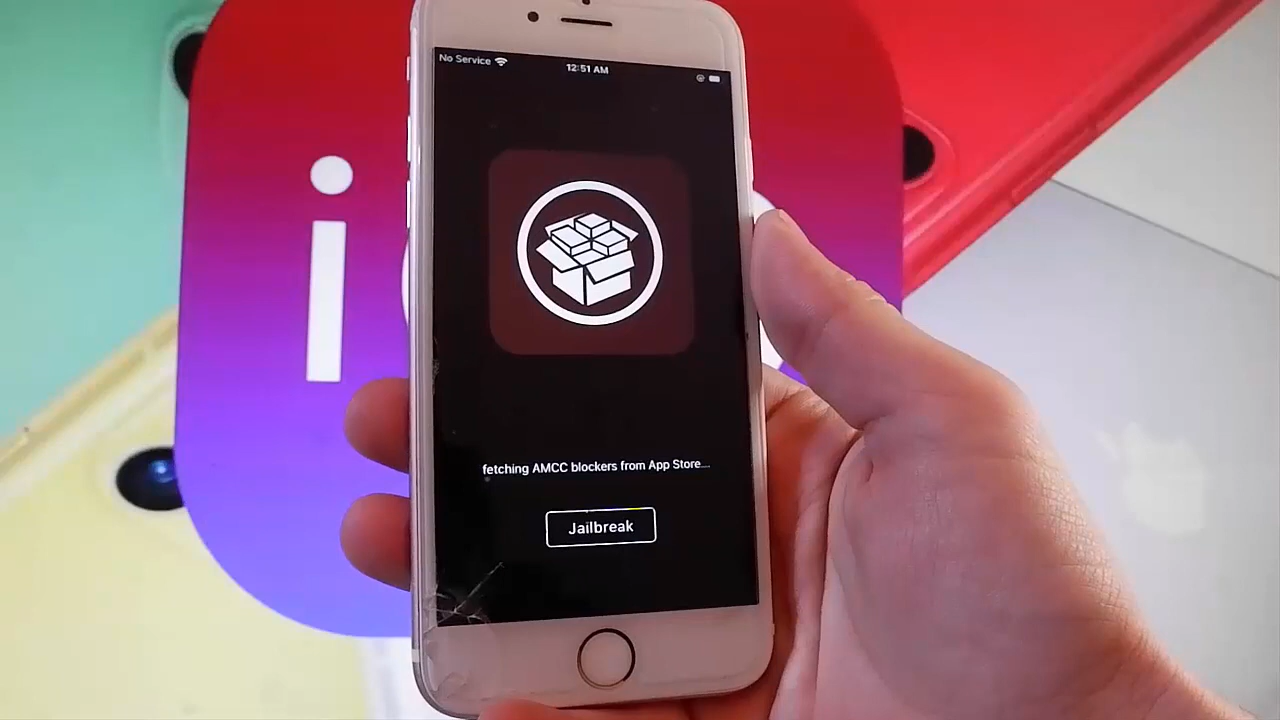 No Service
12:51 AM
i
fetching AMCC blockers from App Store....
Jailbreak